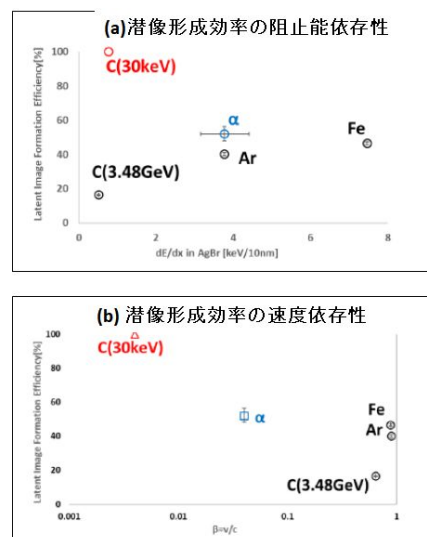 (a)潜像形成効率の阻止能依存性
Latent Image Formation Efficiency[%]
100
80
60
40
20
0
C(30keV)
α
Ar
Fe
C(3.48GeV)
2
4
6
8
dE/dx in AgBr [keV/10nm]
(b) 潜像形成効率の速度依存性
Latent Image Formation Efficiency[%]
100
80
60
40
20
0
C(30keV)
α
Fe
Ar
C(3.48GeV)
0.001
0.01
0.1
1
β=v/c